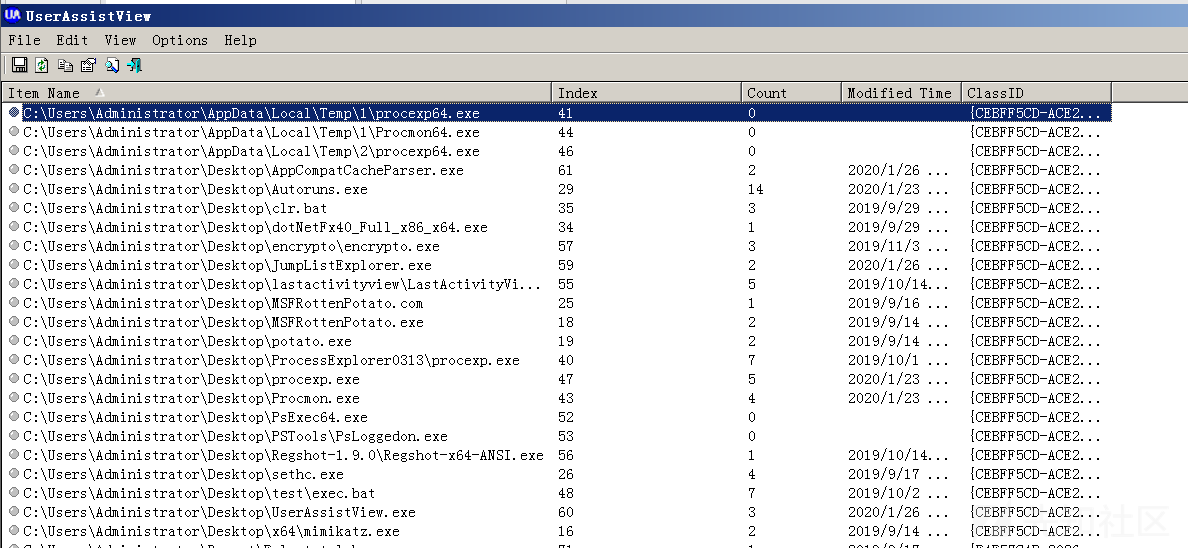 UA UserAssistView
File Edit View Options Help
Item Name Index Count Modified Time ClassID
C:\Users\Administrator\AppData\Local\Temp\1\procexp64.exe 41 0 {CEBFF5CD-ACE2...
C:\Users\Administrator\AppData\Local\Temp\1\Procmon64.exe 44 0 {CEBFF5CD-ACE2...
C:\Users\Administrator\AppData\Local\Temp\2\procexp64.exe 46 0 {CEBFF5CD-ACE2...
C:\Users\Administrator\Desktop\AppCompatCacheParser.exe 61 2 2020/1/26 ... {CEBFF5CD-ACE2...
C:\Users\Administrator\Desktop\Autoruns.exe 29 14 2020/1/23 ... {CEBFF5CD-ACE2...
C:\Users\Administrator\Desktop\clr.bat 35 3 2019/9/29 ... {CEBFF5CD-ACE2...
C:\Users\Administrator\Desktop\dotNetFx40_Full_x86_x64.exe 34 1 2019/9/29 ... {CEBFF5CD-ACE2...
C:\Users\Administrator\Desktop\encrypto\encrypto.exe 57 3 2019/11/3 ... {CEBFF5CD-ACE2...
C:\Users\Administrator\Desktop\JumpListExplorer.exe 59 2 2020/1/26 ... {CEBFF5CD-ACE2...
C:\Users\Administrator\Desktop\lastactivityview\LastActivityVi... 55 5 2019/10/14... {CEBFF5CD-ACE2...
C:\Users\Administrator\Desktop\MSFRottenPotato.com 25 1 2019/9/16 ... {CEBFF5CD-ACE2...
C:\Users\Administrator\Desktop\MSFRottenPotato.exe 18 2 2019/9/14 ... {CEBFF5CD-ACE2...
C:\Users\Administrator\Desktop\potato.exe 19 2 2019/9/14 ... {CEBFF5CD-ACE2...
C:\Users\Administrator\Desktop\ProcessExplorer0313\procexp.exe 40 7 2019/10/1 ... {CEBFF5CD-ACE2...
C:\Users\Administrator\Desktop\procexp.exe 47 5 2020/1/23 ... {CEBFF5CD-ACE2...
C:\Users\Administrator\Desktop\Procmon.exe 43 4 2020/1/23 ... {CEBFF5CD-ACE2...
C:\Users\Administrator\Desktop\PsExec64.exe 52 0 {CEBFF5CD-ACE2...
C:\Users\Administrator\Desktop\PSTools\PsLoggedon.exe 53 0 {CEBFF5CD-ACE2...
C:\Users\Administrator\Desktop\Regshot-1.9.0\Regshot-x64-ANSI.exe 56 1 2019/10/14... {CEBFF5CD-ACE2...
C:\Users\Administrator\Desktop\sethc.exe 26 4 2019/9/17 ... {CEBFF5CD-ACE2...
C:\Users\Administrator\Desktop\test\exec.bat 48 7 2019/10/2 ... {CEBFF5CD-ACE2...
C:\Users\Administrator\Desktop\UserAssistView.exe 60 3 2020/1/26 ... {CEBFF5CD-ACE2...
C:\Users\Administrator\Desktop\x64\mimikatz.exe 16 2 2019/9/14 ... {CEBFF5CD-ACE2...
社区